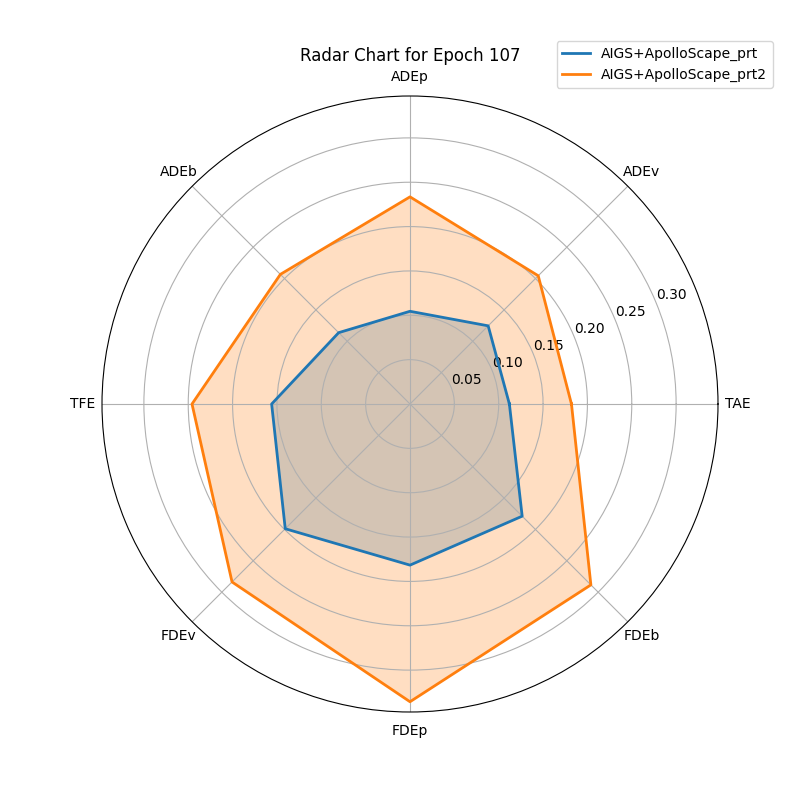 AIGS+ApolloScape_prt
AIGS+ApolloScape_prt2
Radar Chart for Epoch 107
ADEp
ADEb
ADEv
0.30
0.25
0.20
0.15
0.10
0.05
TFE
TAE
FDEv
FDEb
FDEp